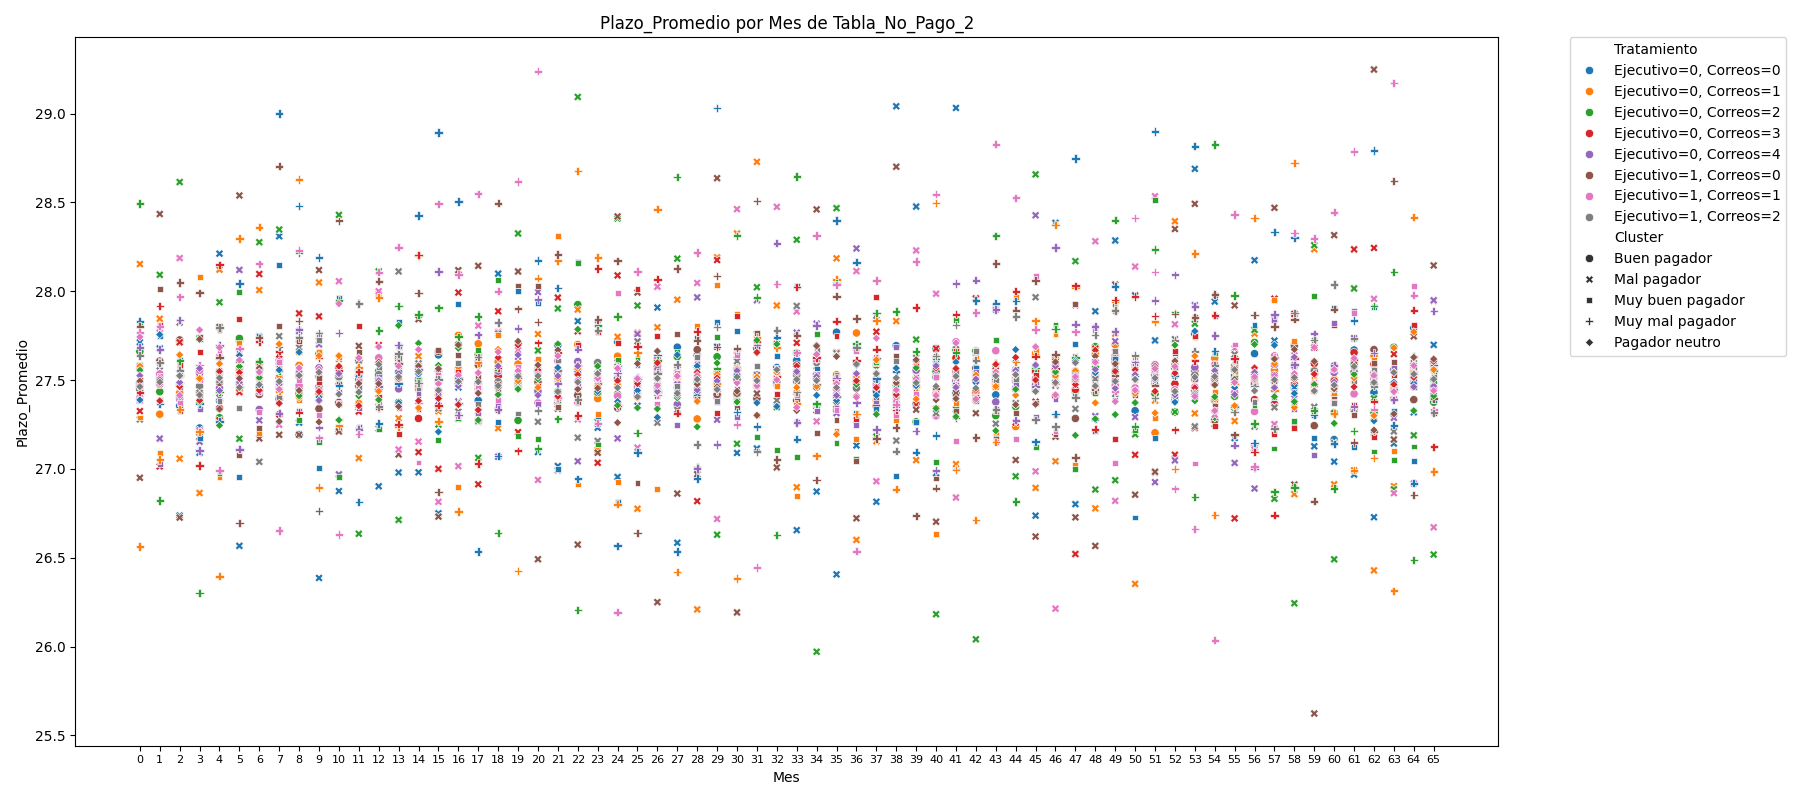 Plazo_Promedio por Mes de Tabla_No_Pago_2
Plazo_Promedio
29.0
28.5
28.0
27.5
27.0
26.5
26.0
25.5
0 1 2 3 4 5 6 7 8 9 10 11 12 13 14 15 16 17 18 19 20 21 22 23 24 25 26 27 28 29 30 31 32 33 34 35 36 37 38 39 40 41 42 43 44 45 46 47 48 49 50 51 52 53 54 55 56 57 58 59 60 61 62 63 64 65
Mes
Tratamiento
Ejecutivo=0, Correos=0
Ejecutivo=0, Correos=1
Ejecutivo=0, Correos=2
Ejecutivo=0, Correos=3
Ejecutivo=0, Correos=4
Ejecutivo=1, Correos=0
Ejecutivo=1, Correos=1
Ejecutivo=1, Correos=2
Cluster
Buen pagador
Mal pagador
Muy buen pagador
Muy mal pagador
Pagador neutro